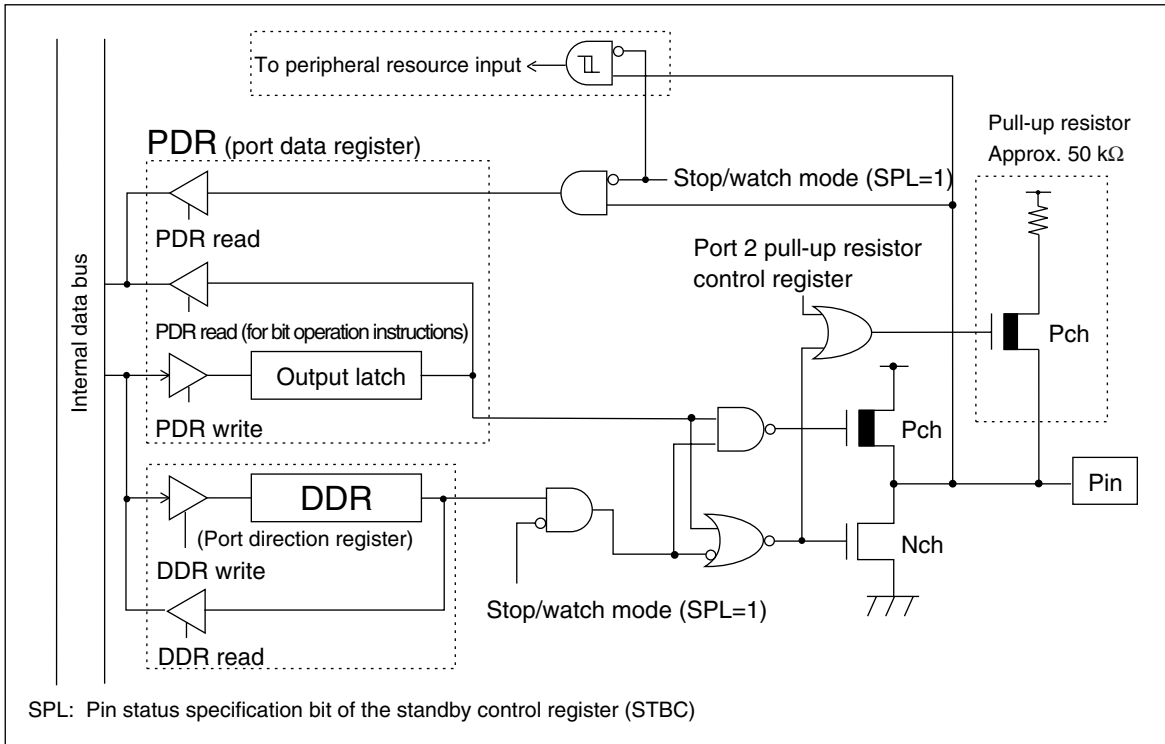 To peripheral resource input
PDR (port data register)
Pull-up resistor
Approx. 50 kΩ
Stop/watch mode (SPL=1)
PDR read
Port 2 pull-up resistor
control register
Internal data bus
PDR read (for bit operation instructions)
Pch
Output latch
PDR write
Pch
Pin
DDR
(Port direction register)
Nch
DDR write
Stop/watch mode (SPL=1)
DDR read
SPL: Pin status specification bit of the standby control register (STBC)